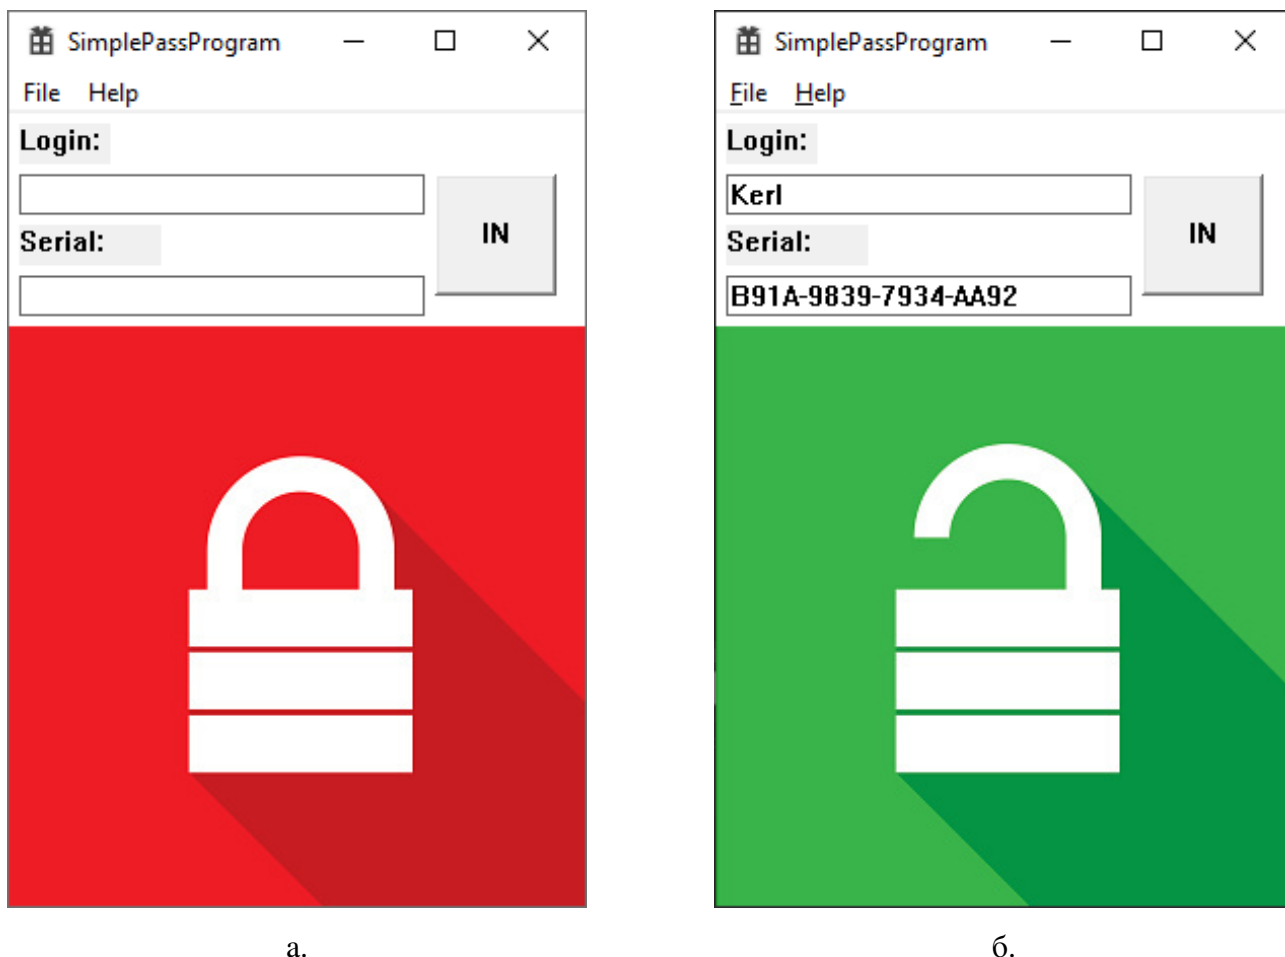 SimplePassProgram
File Help
Login:
Serial:
IN
а.
SimplePassProgram
File Help
Login:
Kerl
Serial:
B91A-9839-7934-AA92
IN
б.